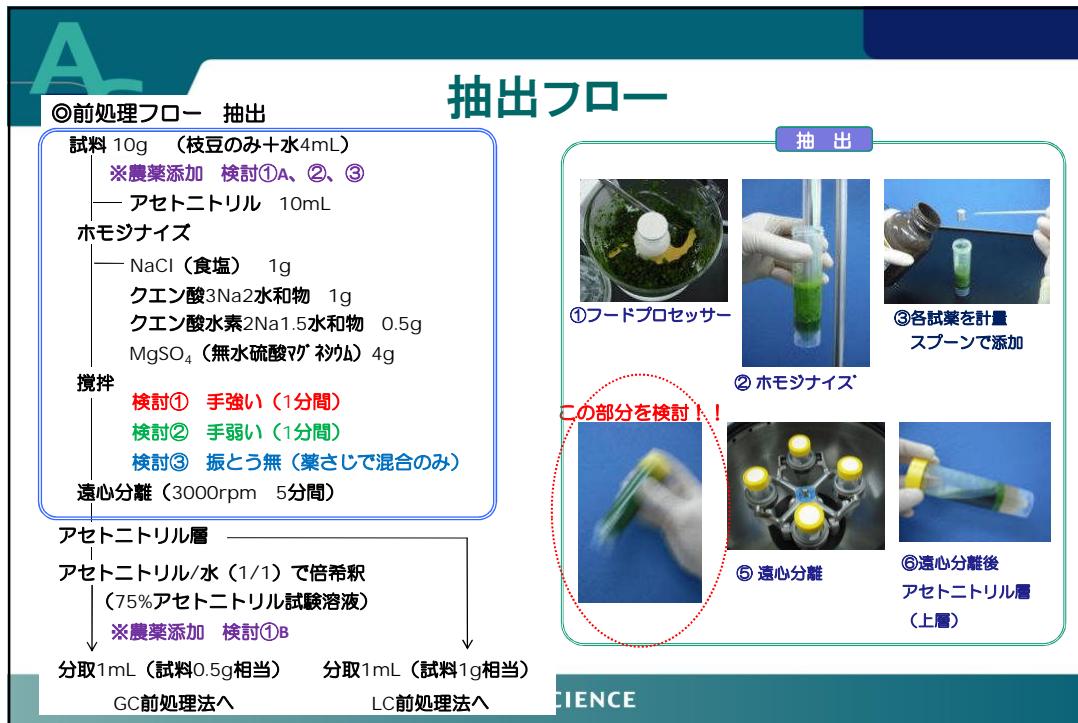 抽出フロー
◎前処理フロー 抽出
試料 10g （枝豆のみ＋水4mL）
※農薬添加 検討①A、②、③
アセトニトリル 10mL
ホモジナイズ
NaCl（食塩） 1g
クエン酸3Na2水和物 1g
クエン酸水素2Na1.5水和物 0.5g
MgSO₄（無水硫酸ﾏｸﾞﾈｼｳﾑ）4g
撹拌
検討① 手強い（1分間）
検討② 手弱い（1分間）
検討③ 振とう無（薬さじで混合のみ）
遠心分離（3000rpm 5分間）
アセトニトリル層
アセトニトリル/水（1/1）で倍希釈
（75%アセトニトリル試験溶液）
※農薬添加 検討①B
分取1mL（試料0.5g相当）
GC前処理法へ
分取1mL（試料1g相当）
LC前処理法へ
抽 出
①フードプロセッサー
② ホモジナイズﾞ
③各試薬を計量
スプーンで添加
この部分を検討！！
⑤ 遠心分離
⑥遠心分離後
アセトニトリル層
（上層）
CIENCE